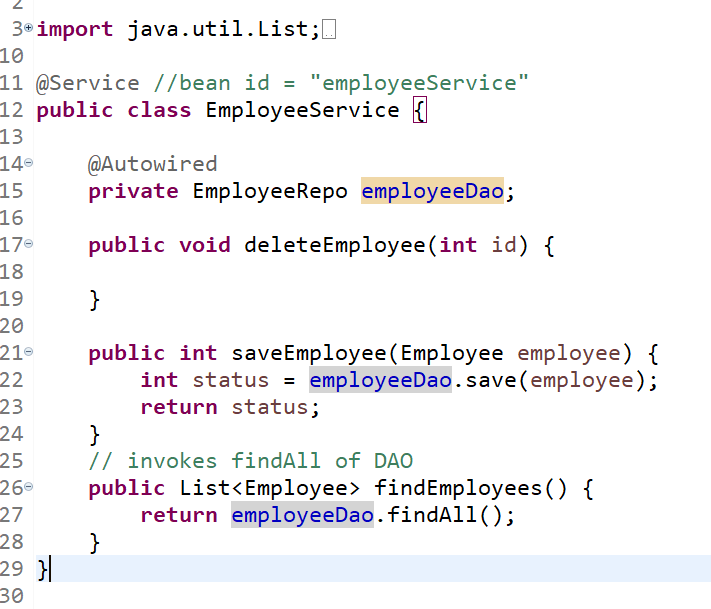 2
3 import java.util.List;
10
11 @Service //bean id = "employeeService"
12 public class EmployeeService {
13
14     @Autowired
15     private EmployeeRepo employeeDao;
16
17     public void deleteEmployee(int id) {
18
19     }
20
21     public int saveEmployee(Employee employee) {
22         int status = employeeDao.save(employee);
23         return status;
24     }
25     // invokes findAll of DAO
26     public List<Employee> findEmployees() {
27         return employeeDao.findAll();
28     }
29 }
30